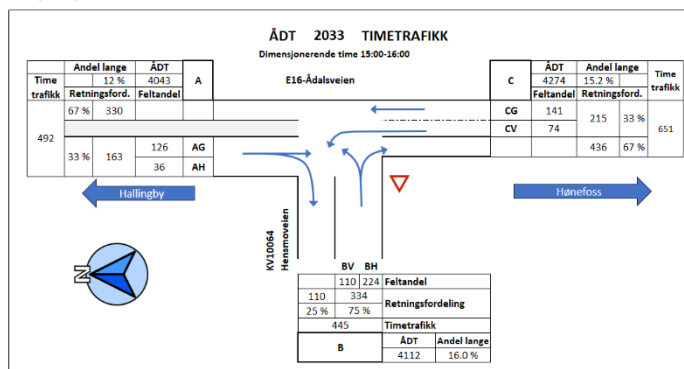 ÅDT 2033 TIMETRAFIKK
Dimensjonerende time 15:00-16:00
Time trafikk
Andel lange ÅDT
12 % 4043 A
Retningsford. Feltandel
67 % 330
492
33 % 163 126 AG
36 AH
E16-Ådalsveien
C ÅDT Andel lange Time trafikk
4274 15.2 %
Feltandel Retningsford.
CG 141 215 33 % 651
CV 74
436 67 %
Hallingby
Hønefoss
N
KV10064
Hensmoveien
BV BH
110 224 Feltandel
110 334 Retningsfordeling
25 % 75 %
445 Timetrafikk
B ÅDT Andel lange
4112 16.0 %